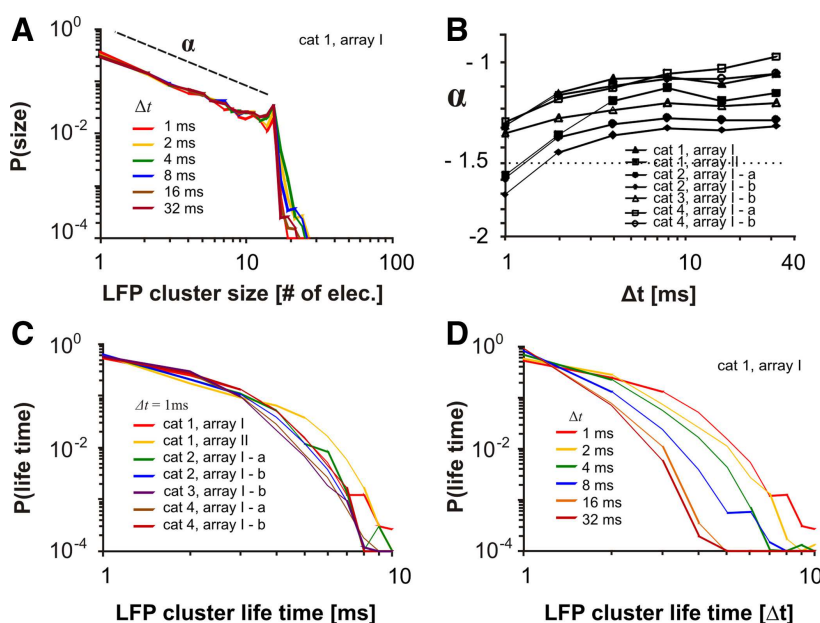 A
10^0
10^-2
10^-4
P(size)
α
cat 1, array I
Δt
1 ms
2 ms
4 ms
8 ms
16 ms
32 ms
1
10
100
LFP cluster size [# of elec.]
B
α
- 1
- 1.5
-2
cat 1, array I
cat 1, array II
cat 2, array I - a
cat 2, array I - b
cat 3, array I - b
cat 4, array I - a
cat 4, array I - b
1
10
40
Δt [ms]
C
10^0
10^-2
10^-4
P(life time)
Δt = 1ms
cat 1, array I
cat 1, array II
cat 2, array I - a
cat 2, array I - b
cat 3, array I - b
cat 4, array I - a
cat 4, array I - b
1
10
LFP cluster life time [ms]
D
10^0
10^-2
10^-4
P(life time)
cat 1, array I
Δt
1 ms
2 ms
4 ms
8 ms
16 ms
32 ms
1
10
LFP cluster life time [Δt]